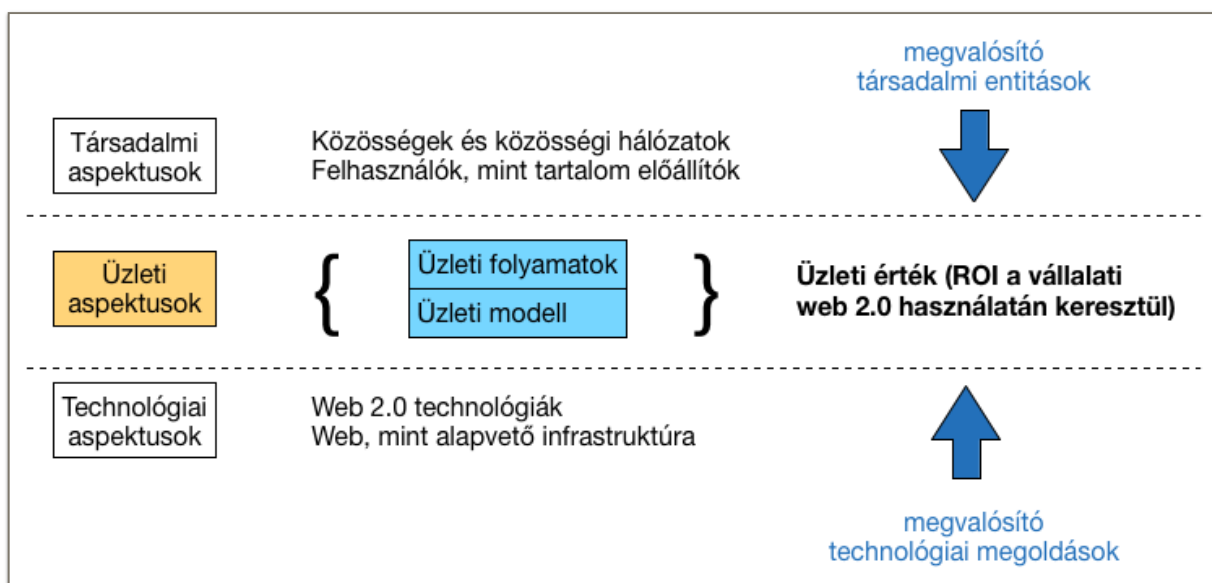 megvalósító
társadalmi entitások
Társadalmi
aspektusok
Közösségek és közösségi hálózatok
Felhasználók, mint tartalom előállítók
Üzleti
aspektusok
{
Üzleti folyamatok
Üzleti modell
}
Üzleti érték (ROI a vállalati
web 2.0 használatán keresztül)
Technológiai
aspektusok
Web 2.0 technológiák
Web, mint alapvető infrastruktúra
megvalósító
technológiai megoldások